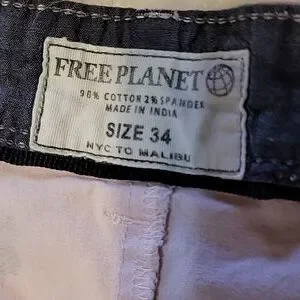 FREE PLANET
98% COTTON 2% SPANDEX
MADE IN INDIA
SIZE 34
NYC TO MALIBU